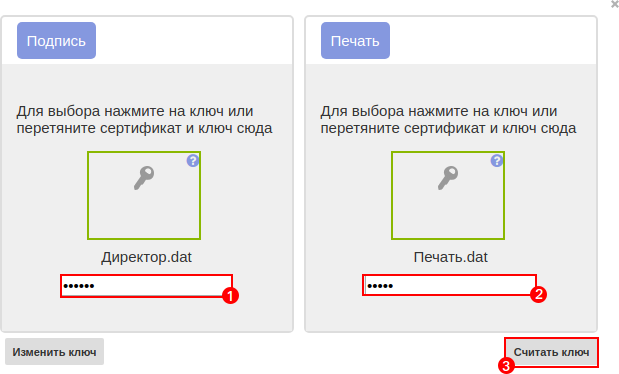 Подпись
Для выбора нажмите на ключ или
перетяните сертификат и ключ сюда
?
Директор.dat
••••••
1
Печать
Для выбора нажмите на ключ или
перетяните сертификат и ключ сюда
?
Печать.dat
•••••
2
Изменить ключ
Считать ключ
3